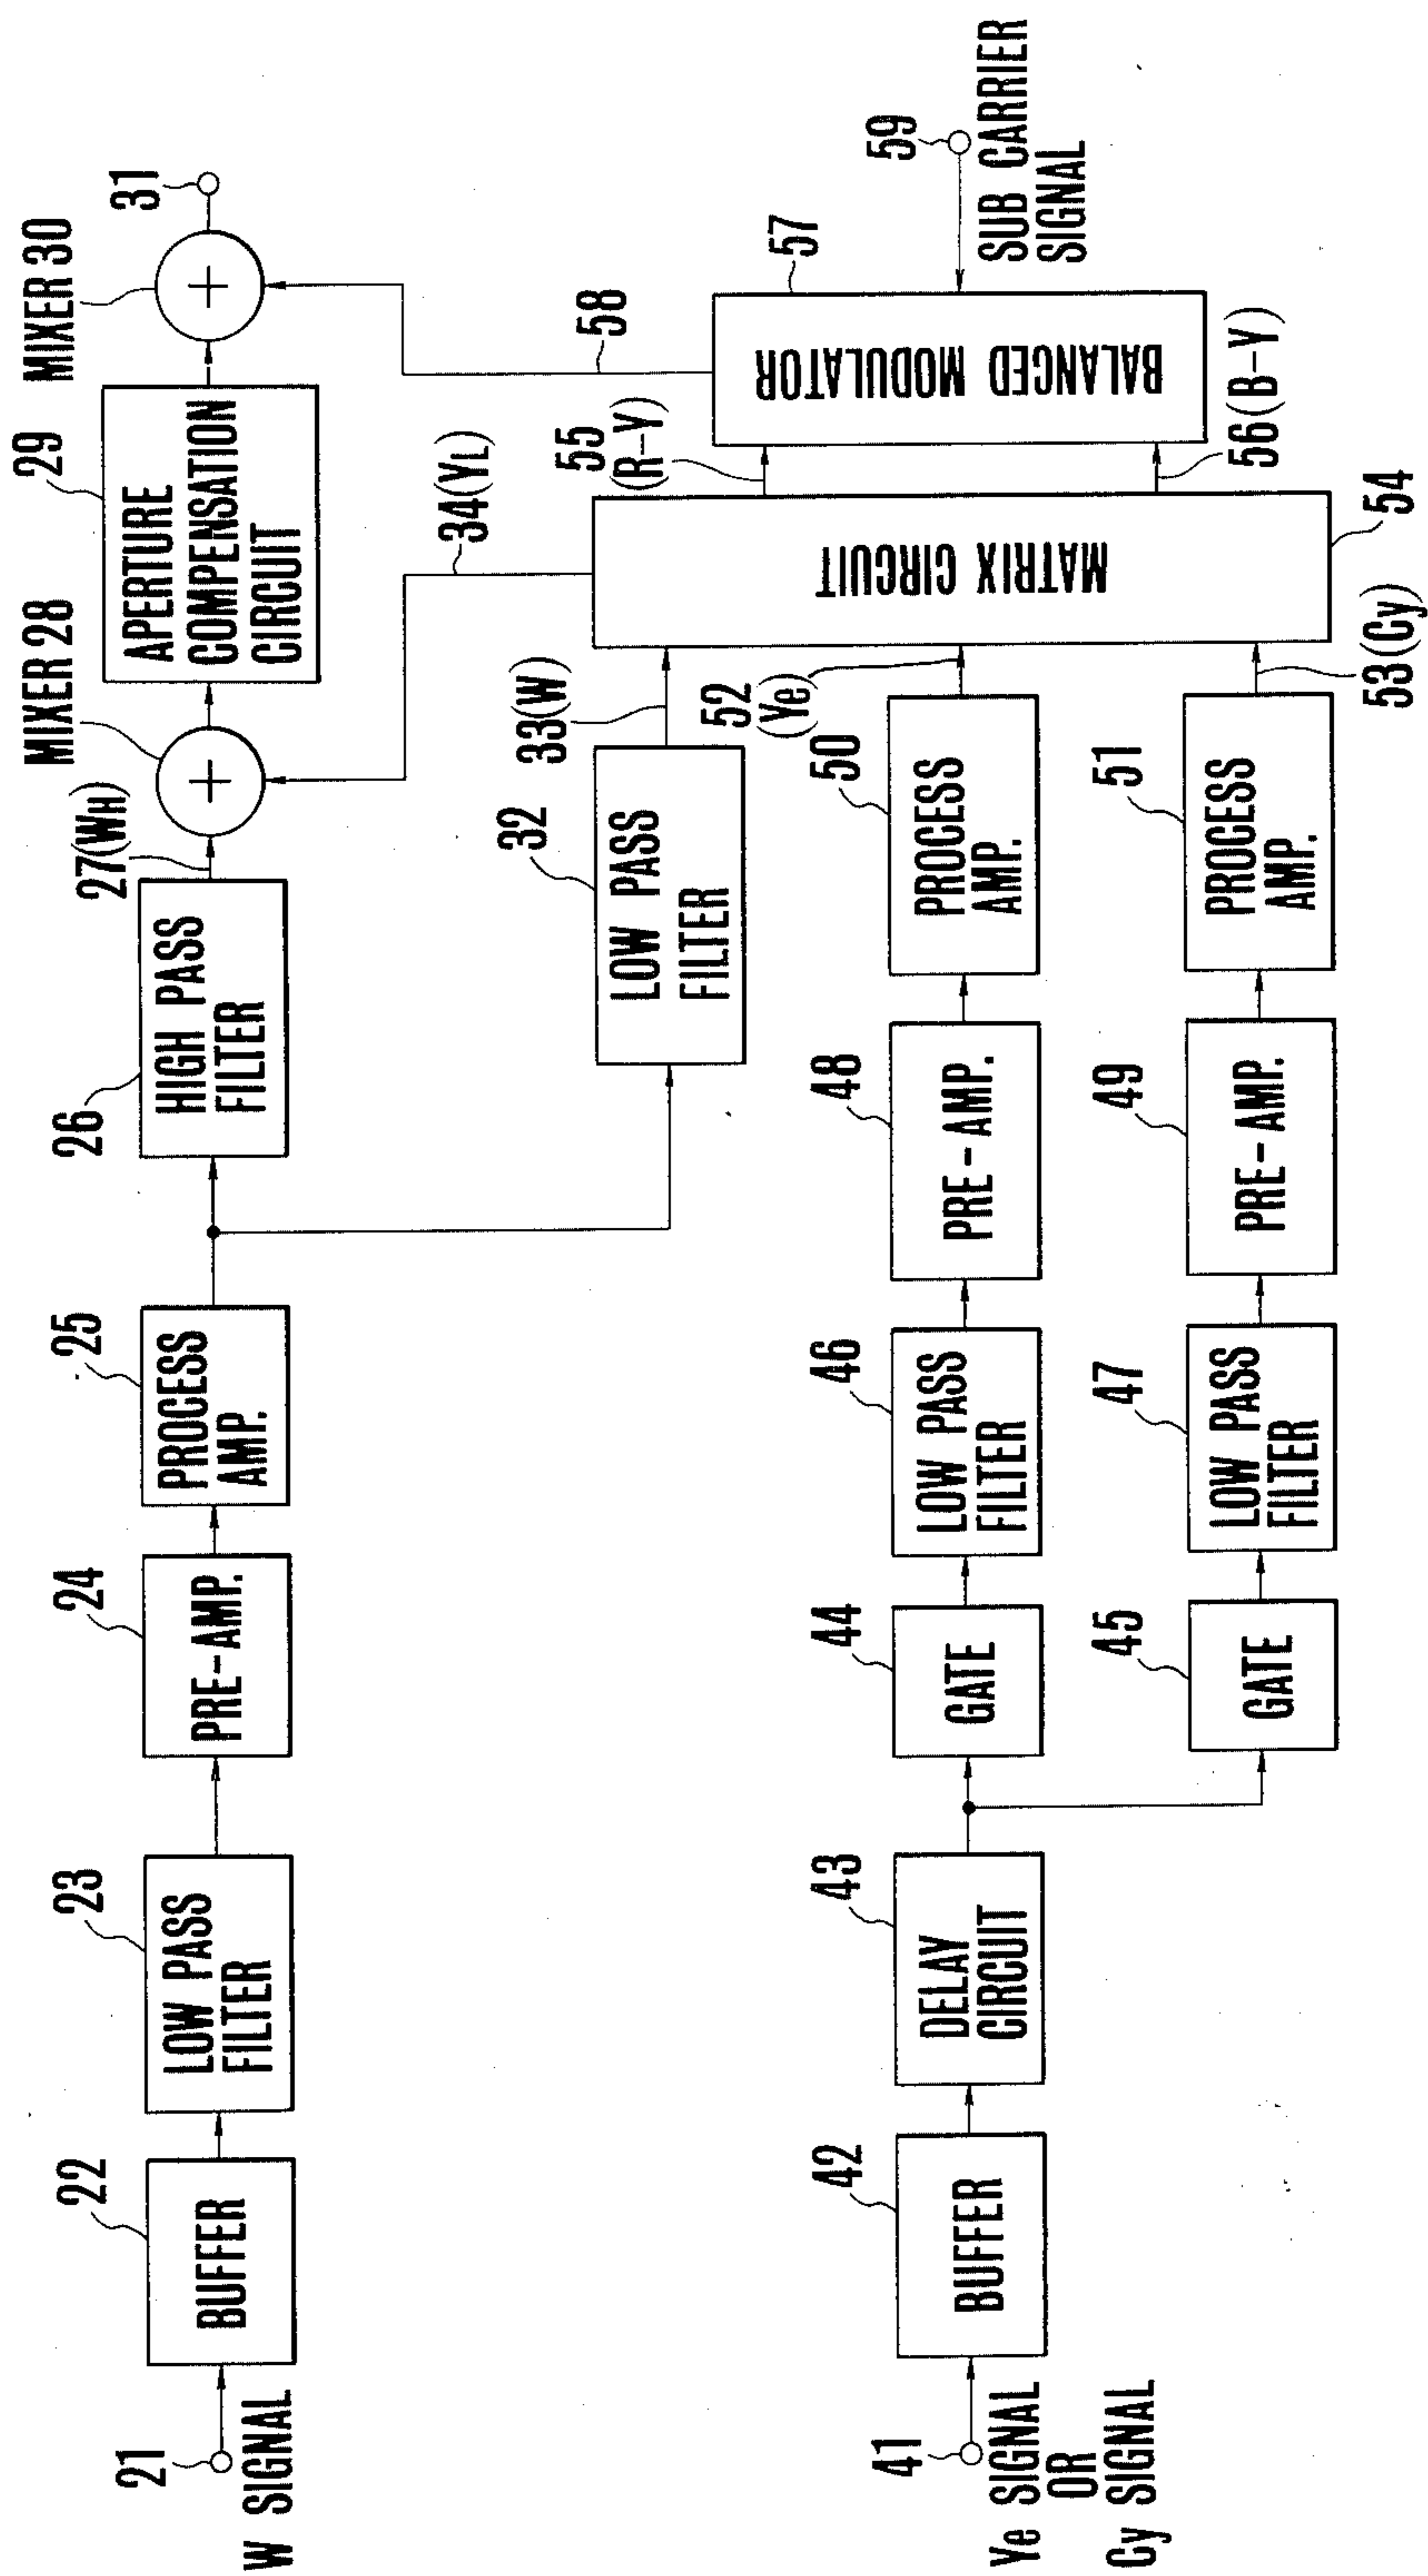 21
W SIGNAL
22
BUFFER
23
LOW PASS
FILTER
24
PRE-AMP.
25
PROCESS
AMP.
26
HIGH PASS
FILTER
27(WH)
MIXER 28
+
29
APERTURE
COMPENSATION
CIRCUIT
MIXER 30
+
31
32
LOW PASS
FILTER
33(W)
34(YL)
41
Ye SIGNAL
OR
Cy SIGNAL
42
BUFFER
43
DELAY
CIRCUIT
44
GATE
45
GATE
46
LOW PASS
FILTER
47
LOW PASS
FILTER
48
PRE-AMP.
49
PRE-AMP.
50
PROCESS
AMP.
51
PROCESS
AMP.
52
(Ye)
53(Cy)
MATRIX CIRCUIT
54
55
(R-Y)
56(B-Y)
BALANCED MODULATOR
57
58
59
SUB CARRIER
SIGNAL